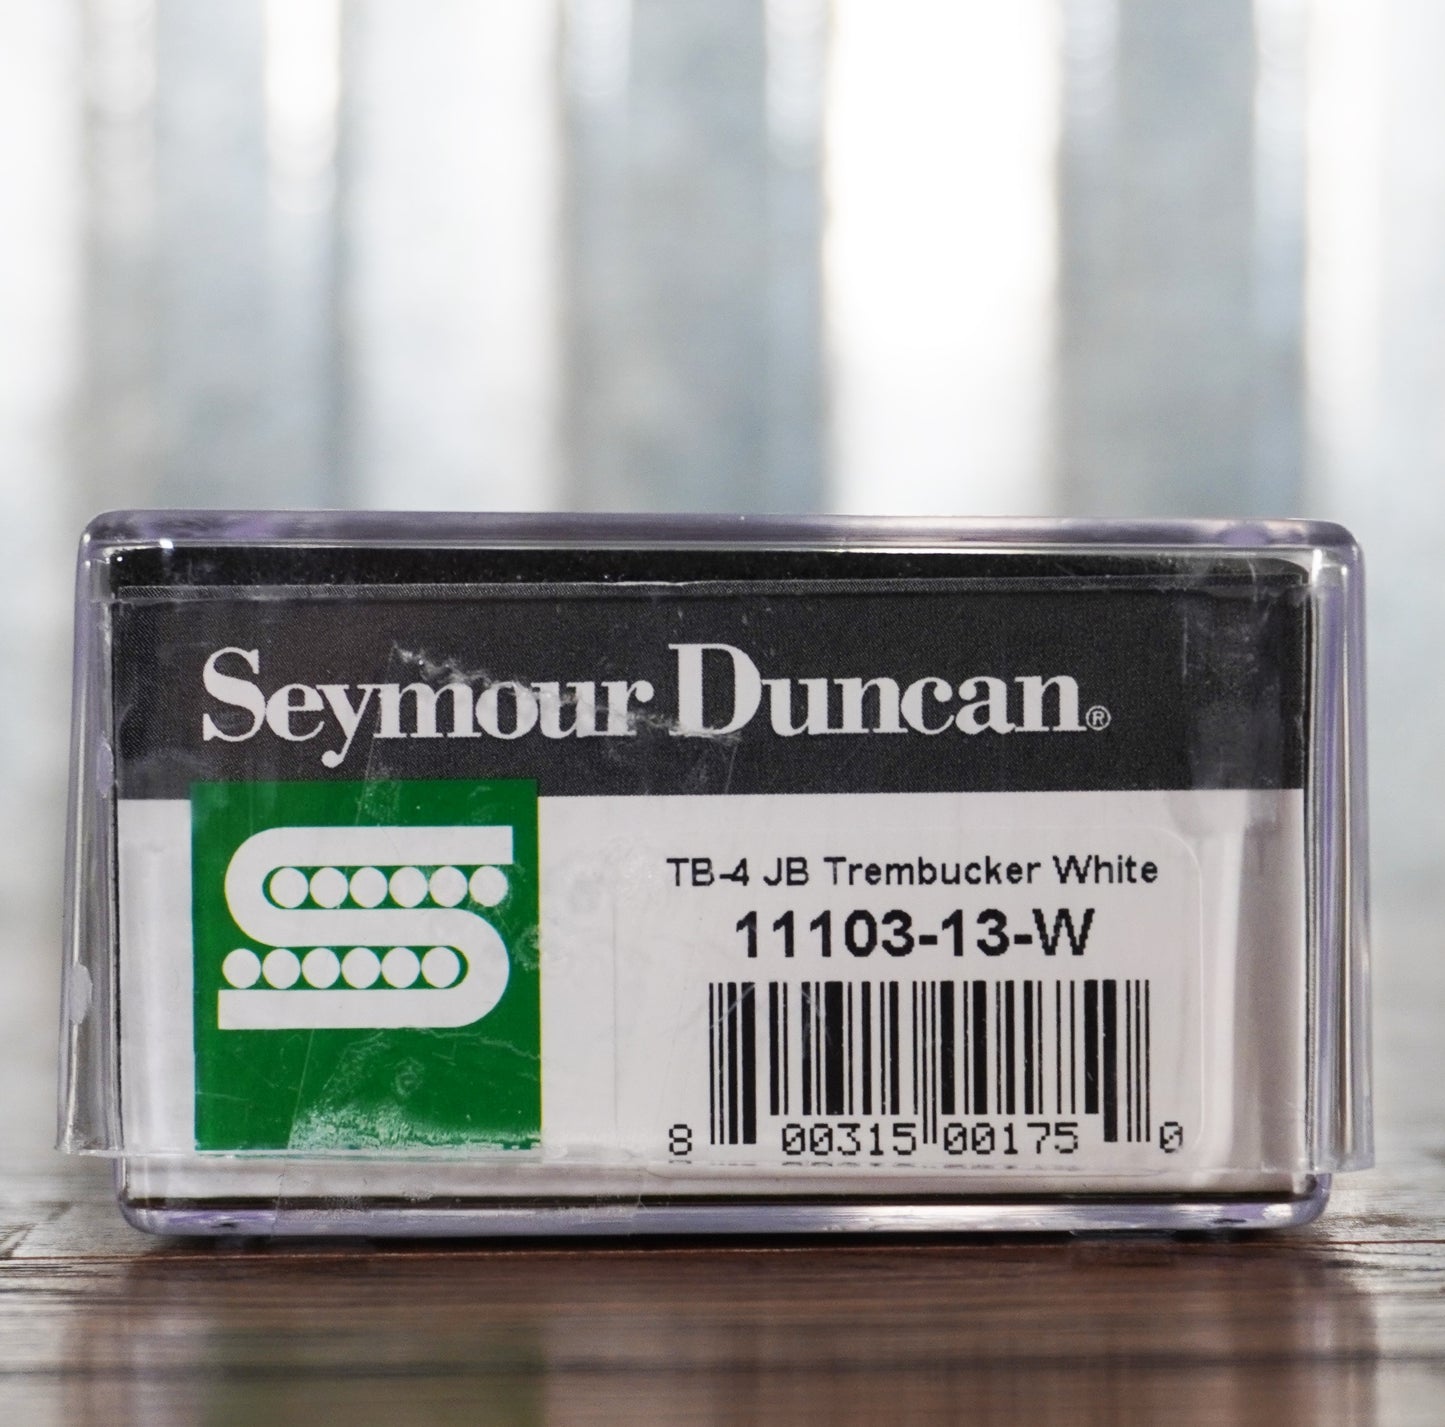 Seymour Duncan®
TB-4 JB Trembucker White
11103-13-W
8 00315 00175 0